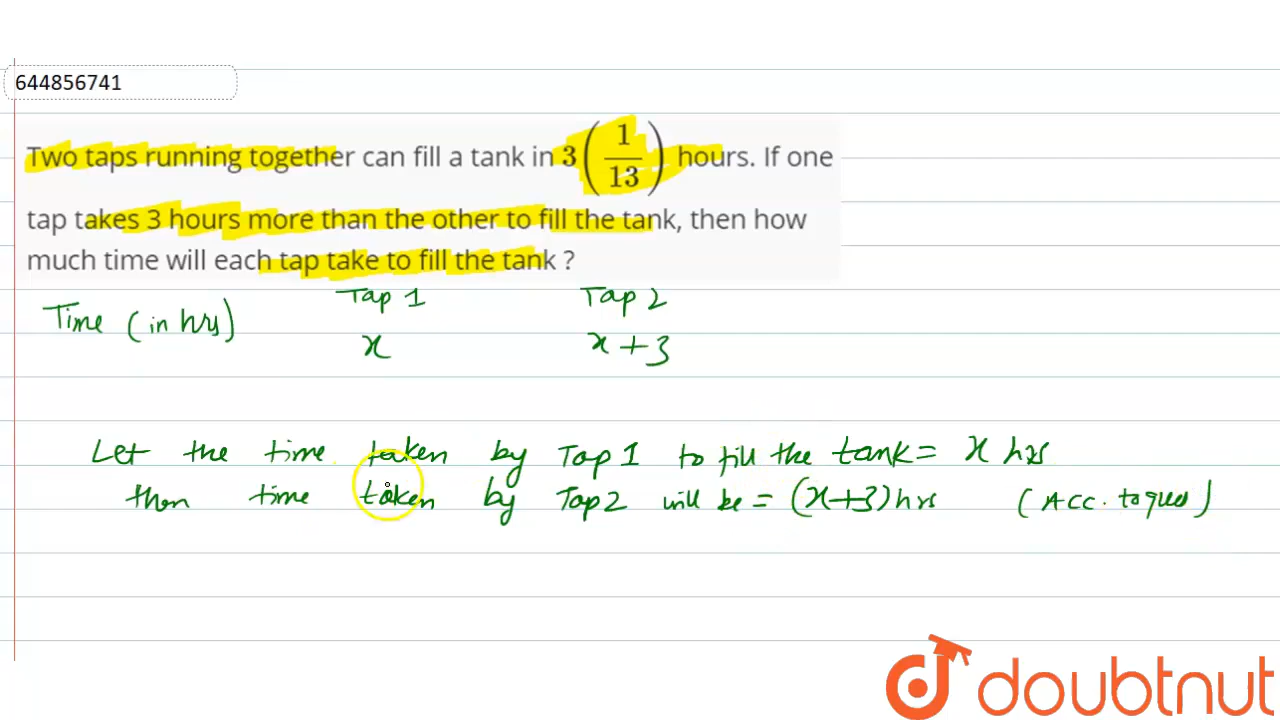 644856741
Two taps running together can fill a tank in 3(1/13) hours. If one
tap takes 3 hours more than the other to fill the tank, then how
much time will each tap take to fill the tank ?
Tap 1 Tap 2
Time (in hrs)
x x+3
Let the time taken by Tap 1 to fill the tank = x hrs
then time taken by Tap 2 will be = (x+3) hrs (Acc. to ques)
doubtnut